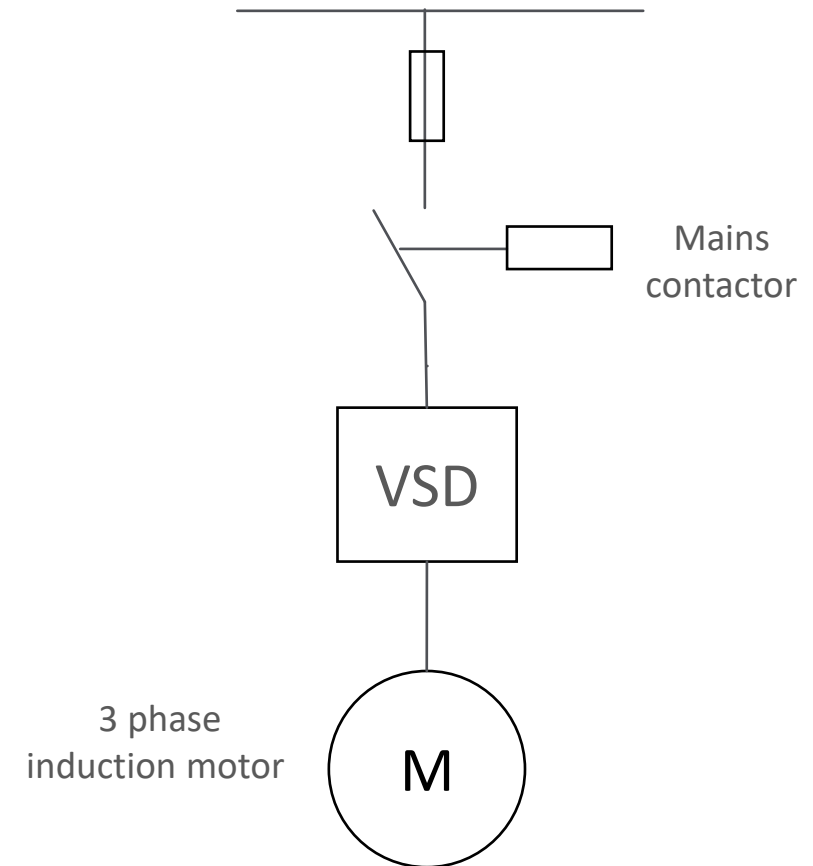 Mains
contactor
VSD
3 phase
induction motor
M